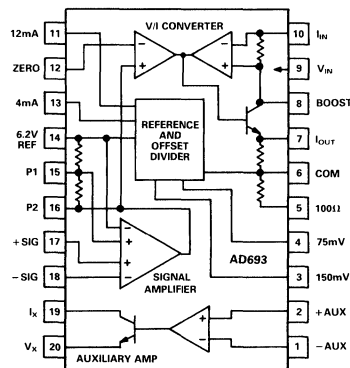 V/I CONVERTER
12mA 11
ZERO 12
4mA 13
6.2V REF 14
P1 15
P2 16
+SIG 17
−SIG 18
IX 19
VX 20
10 IIN
9 VIN
8 BOOST
7 IOUT
6 COM
5 100Ω
4 75mV
3 150mV
2 +AUX
1 −AUX
− −
+ +
REFERENCE
AND
OFFSET
DIVIDER
−
+
+
−
SIGNAL
AMPLIFIER
AD693
+
−
AUXILIARY AMP